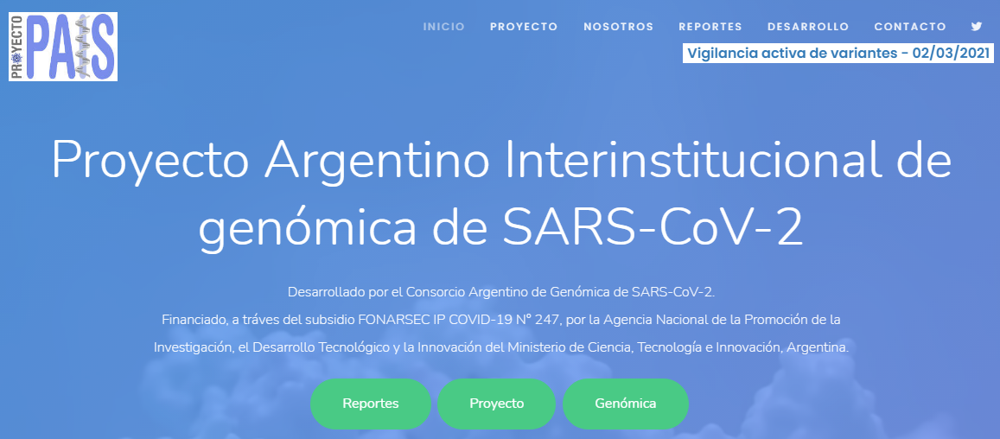 PROYECTO
PAIS
INICIO PROYECTO NOSOTROS REPORTES DESARROLLO CONTACTO
Vigilancia activa de variantes - 02/03/2021
Proyecto Argentino Interinstitucional de
genómica de SARS-CoV-2
Desarrollado por el Consorcio Argentino de Genómica de SARS-CoV-2.
Financiado, a tráves del subsidio FONARSEC IP COVID-19 N° 247, por la Agencia Nacional de la Promoción de la
Investigación, el Desarrollo Tecnológico y la Innovación del Ministerio de Ciencia, Tecnología e Innovación, Argentina.
Reportes Proyecto Genómica